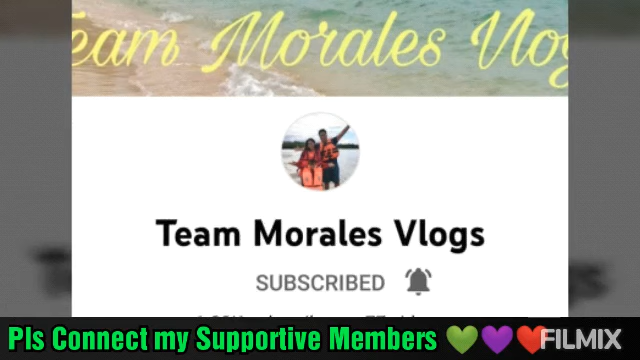 Team Morales Vlogs
Team Morales Vlogs
SUBSCRIBED
Pls Connect my Supportive Members 💚💜❤️
FILMIX